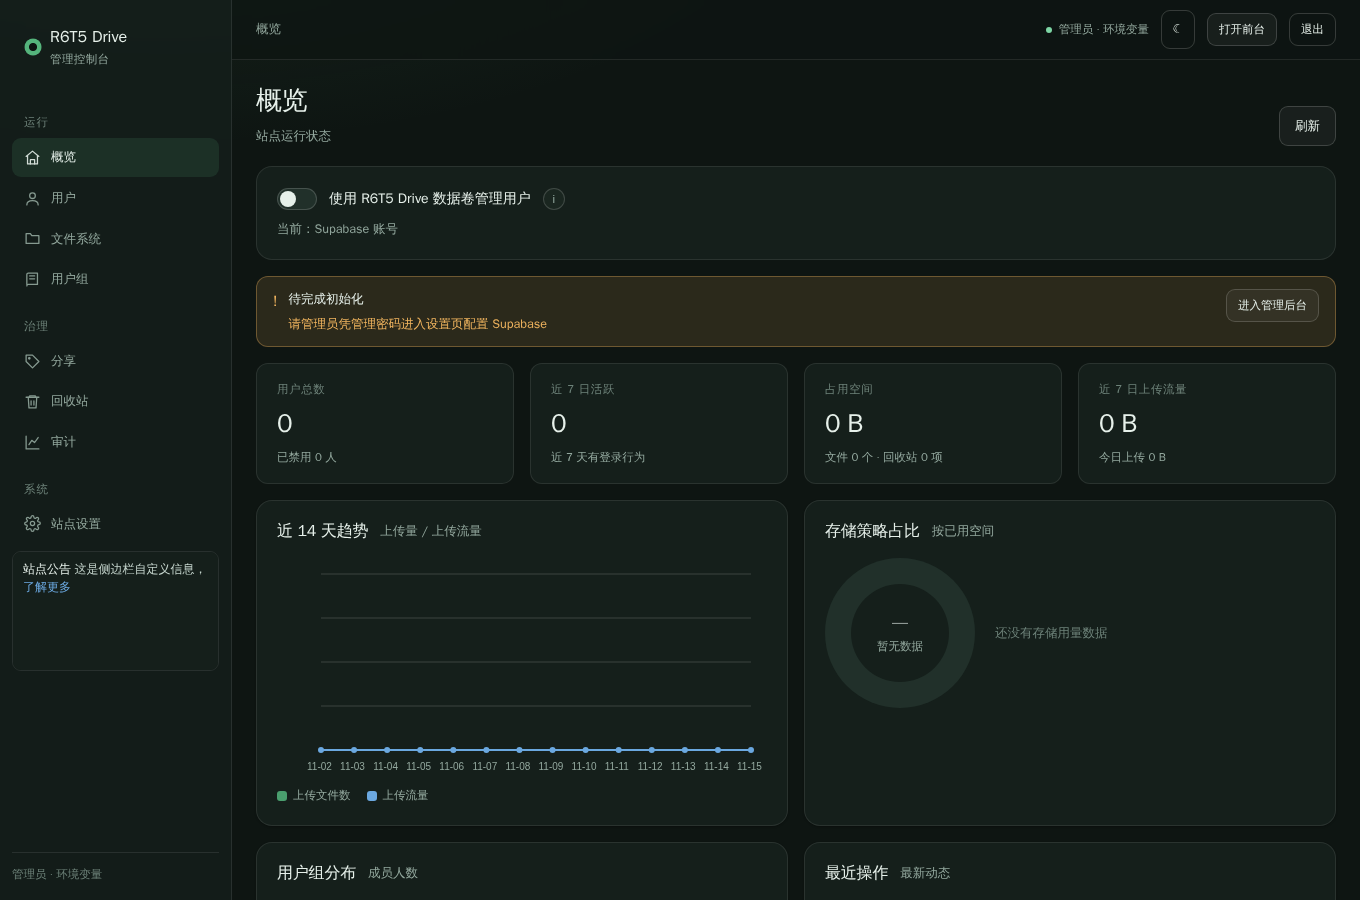 R6T5 Drive
管理控制台
运行
概览
用户
文件系统
用户组
治理
分享
回收站
审计
系统
站点设置
站点公告 这是侧边栏自定义信息，
了解更多
管理员 · 环境变量
概览
管理员 · 环境变量
打开前台
退出
概览
站点运行状态
刷新
使用 R6T5 Drive 数据卷管理用户
i
当前：Supabase 账号
! 待完成初始化
请管理员凭管理密码进入设置页配置 Supabase
进入管理后台
用户总数
0
已禁用 0 人
近 7 日活跃
0
近 7 天有登录行为
占用空间
0 B
文件 0 个 · 回收站 0 项
近 7 日上传流量
0 B
今日上传 0 B
近 14 天趋势 上传量 / 上传流量
11-02 11-03 11-04 11-05 11-06 11-07 11-08 11-09 11-10 11-11 11-12 11-13 11-14 11-15
上传文件数 上传流量
存储策略占比 按已用空间
—
暂无数据
还没有存储用量数据
用户组分布 成员人数
最近操作 最新动态